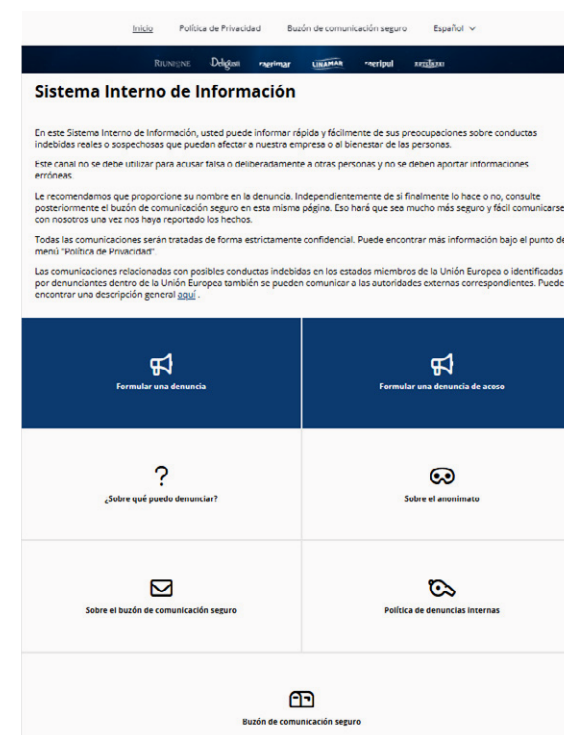 Inicio Política de Privacidad Buzón de comunicación seguro Español
RIUNIONE Delgusti LINAMAR
Sistema Interno de Información
En este Sistema Interno de Información, usted puede informar rápida y fácilmente de sus preocupaciones sobre conductas
indebidas reales o sospechosas que puedan afectar a nuestra empresa o al bienestar de las personas.
Este canal no se debe utilizar para acusar falsa o deliberadamente a otras personas y no se deben aportar informaciones
erróneas.
Le recomendamos que proporcione su nombre en la denuncia. Independientemente de si finalmente lo hace o no, consulte
posteriormente el buzón de comunicación seguro en esta misma página. Eso hará que sea mucho más seguro y fácil comunicarse
con nosotros una vez nos haya reportado los hechos.
Todas las comunicaciones serán tratadas de forma estrictamente confidencial. Puede encontrar más información bajo el punto de
menú "Política de Privacidad".
Las comunicaciones relacionadas con posibles conductas indebidas en los estados miembros de la Unión Europea o identificadas
por denunciantes dentro de la Unión Europea también se pueden comunicar a las autoridades externas correspondientes. Puede
encontrar una descripción general aquí .
Formular una denuncia
Formular una denuncia de acoso
¿Sobre qué puedo denunciar?
Sobre el anonimato
Sobre el buzón de comunicación seguro
Política de denuncias internas
Buzón de comunicación seguro